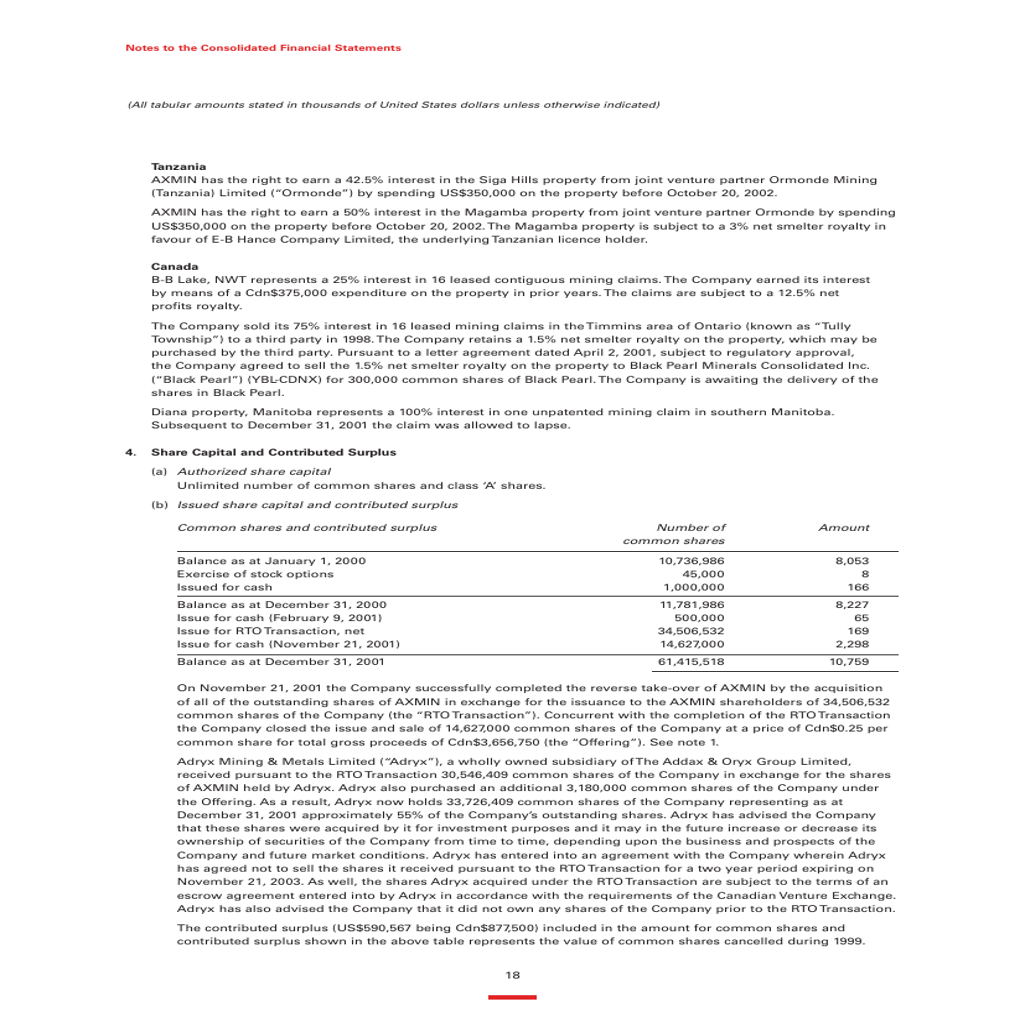 Notes to the Consolidated Financial Statements
(All tabular amounts stated in thousands of United States dollars unless otherwise indicated)
Tanzania
AXMIN has the right to earn a 42.5% interest in the Siga Hills property from joint venture partner Ormonde Mining
(Tanzania) Limited (“Ormonde”) by spending US$350,000 on the property before October 20, 2002.
AXMIN has the right to earn a 50% interest in the Magamba property from joint venture partner Ormonde by spending
US$350,000 on the property before October 20, 2002. The Magamba property is subject to a 3% net smelter royalty in
favour of E-B Hance Company Limited, the underlying Tanzanian licence holder.
Canada
B-B Lake, NWT represents a 25% interest in 16 leased contiguous mining claims. The Company earned its interest
by means of a Cdn$375,000 expenditure on the property in prior years. The claims are subject to a 12.5% net
profits royalty.
The Company sold its 75% interest in 16 leased mining claims in the Timmins area of Ontario (known as “Tully
Township”) to a third party in 1998. The Company retains a 1.5% net smelter royalty on the property, which may be
purchased by the third party. Pursuant to a letter agreement dated April 2, 2001, subject to regulatory approval,
the Company agreed to sell the 1.5% net smelter royalty on the property to Black Pearl Minerals Consolidated Inc.
(“Black Pearl”) (YBL-CDNX) for 300,000 common shares of Black Pearl. The Company is awaiting the delivery of the
shares in Black Pearl.
Diana property, Manitoba represents a 100% interest in one unpatented mining claim in southern Manitoba.
Subsequent to December 31, 2001 the claim was allowed to lapse.
4. Share Capital and Contributed Surplus
(a) Authorized share capital
Unlimited number of common shares and class ‘A’ shares.
(b) Issued share capital and contributed surplus
Common shares and contributed surplus Number of Amount
common shares
Balance as at January 1, 2000 10,736,986 8,053
Exercise of stock options 45,000 8
Issued for cash 1,000,000 166
Balance as at December 31, 2000 11,781,986 8,227
Issue for cash (February 9, 2001) 500,000 65
Issue for RTO Transaction, net 34,506,532 169
Issue for cash (November 21, 2001) 14,627,000 2,298
Balance as at December 31, 2001 61,415,518 10,759
On November 21, 2001 the Company successfully completed the reverse take-over of AXMIN by the acquisition
of all of the outstanding shares of AXMIN in exchange for the issuance to the AXMIN shareholders of 34,506,532
common shares of the Company (the “RTO Transaction”). Concurrent with the completion of the RTO Transaction
the Company closed the issue and sale of 14,627,000 common shares of the Company at a price of Cdn$0.25 per
common share for total gross proceeds of Cdn$3,656,750 (the “Offering”). See note 1.
Adryx Mining & Metals Limited (“Adryx”), a wholly owned subsidiary of The Addax & Oryx Group Limited,
received pursuant to the RTO Transaction 30,546,409 common shares of the Company in exchange for the shares
of AXMIN held by Adryx. Adryx also purchased an additional 3,180,000 common shares of the Company under
the Offering. As a result, Adryx now holds 33,726,409 common shares of the Company representing as at
December 31, 2001 approximately 55% of the Company’s outstanding shares. Adryx has advised the Company
that these shares were acquired by it for investment purposes and it may in the future increase or decrease its
ownership of securities of the Company from time to time, depending upon the business and prospects of the
Company and future market conditions. Adryx has entered into an agreement with the Company wherein Adryx
has agreed not to sell the shares it received pursuant to the RTO Transaction for a two year period expiring on
November 21, 2003. As well, the shares Adryx acquired under the RTO Transaction are subject to the terms of an
escrow agreement entered into by Adryx in accordance with the requirements of the Canadian Venture Exchange.
Adryx has also advised the Company that it did not own any shares of the Company prior to the RTO Transaction.
The contributed surplus (US$590,567 being Cdn$877,500) included in the amount for common shares and
contributed surplus shown in the above table represents the value of common shares cancelled during 1999.
18